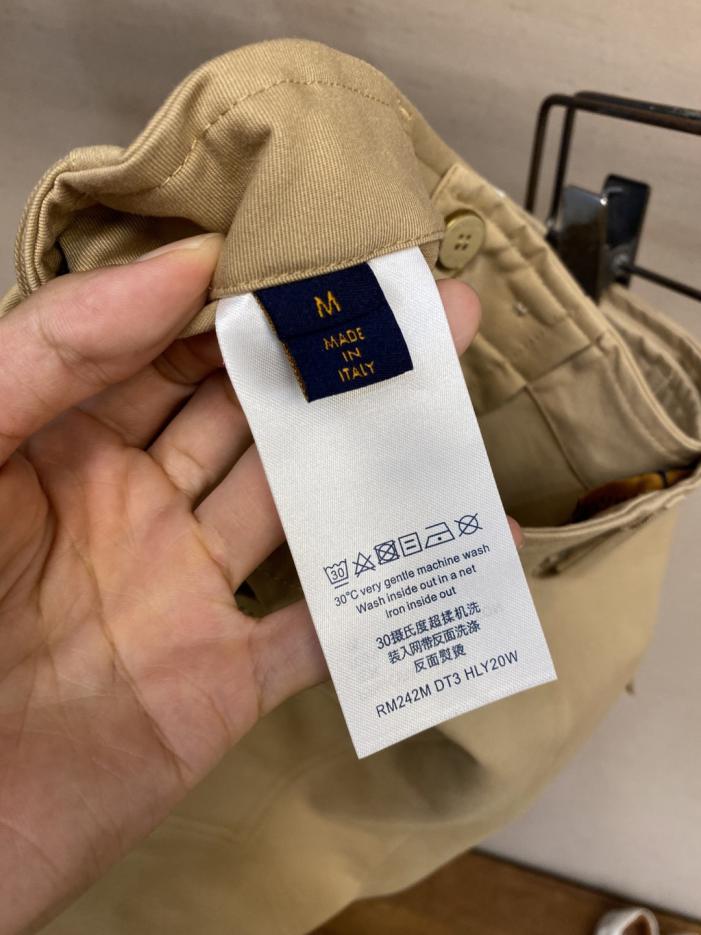 M
MADE
IN
ITALY
30
30°C very gentle machine wash
Wash inside out in a net
Iron inside out
30摄氏度超柔机洗
装入网带反面洗涤
反面熨烫
RM242M DT3 HLY20W